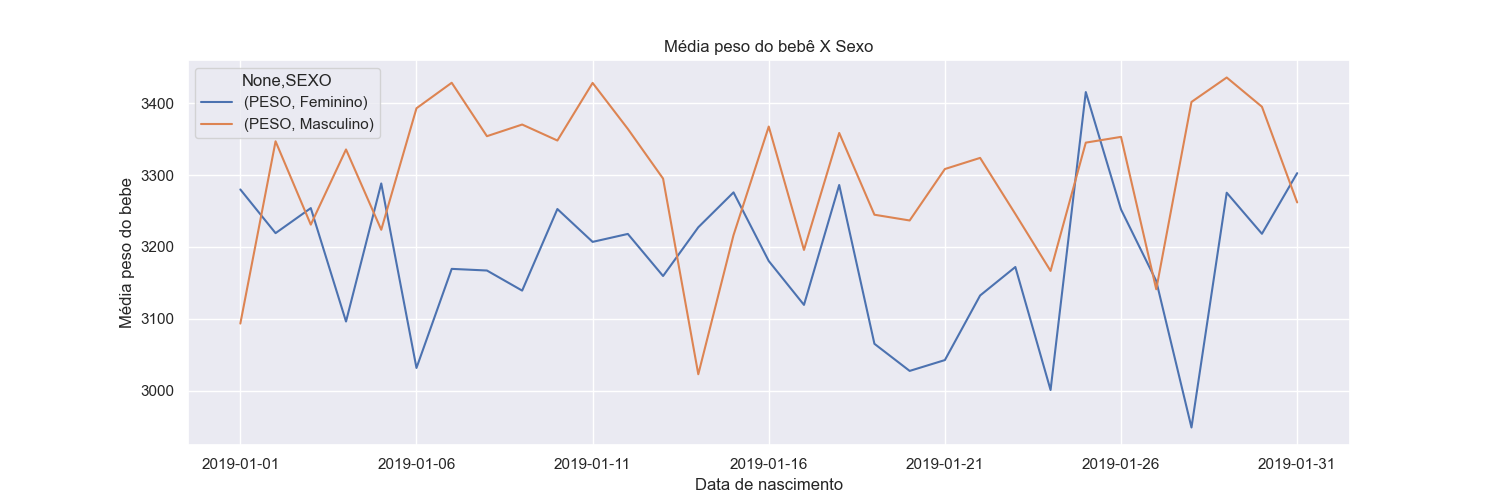 Média peso do bebê X Sexo
None,SEXO
(PESO, Feminino)
(PESO, Masculino)
Média peso do bebe
3400
3300
3200
3100
3000
2019-01-01 2019-01-06 2019-01-11 2019-01-16 2019-01-21 2019-01-26 2019-01-31
Data de nascimento